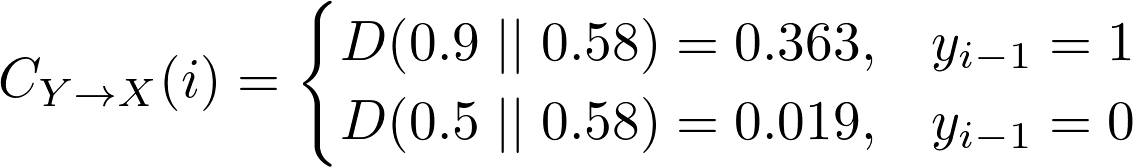 D(0.9 || 0.58) = 0.363, y_{i−1} = 1
C_{Y→X}(i) = {
D(0.5 || 0.58) = 0.019, y_{i−1} = 0